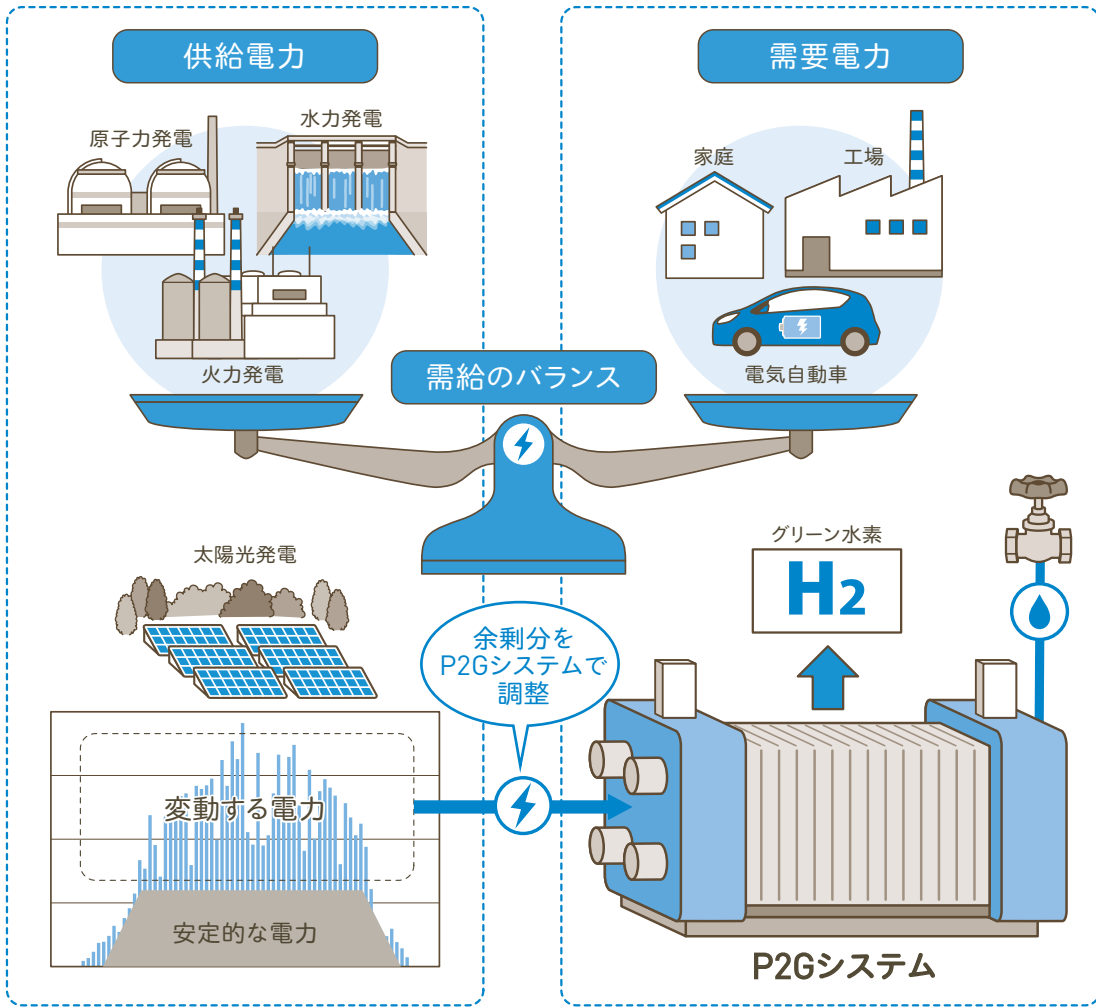 供給電力
需要電力
原子力発電
水力発電
火力発電
家庭
工場
電気自動車
需給のバランス
太陽光発電
余剰分を
P2Gシステムで
調整
グリーン水素
H2
変動する電力
安定的な電力
P2Gシステム